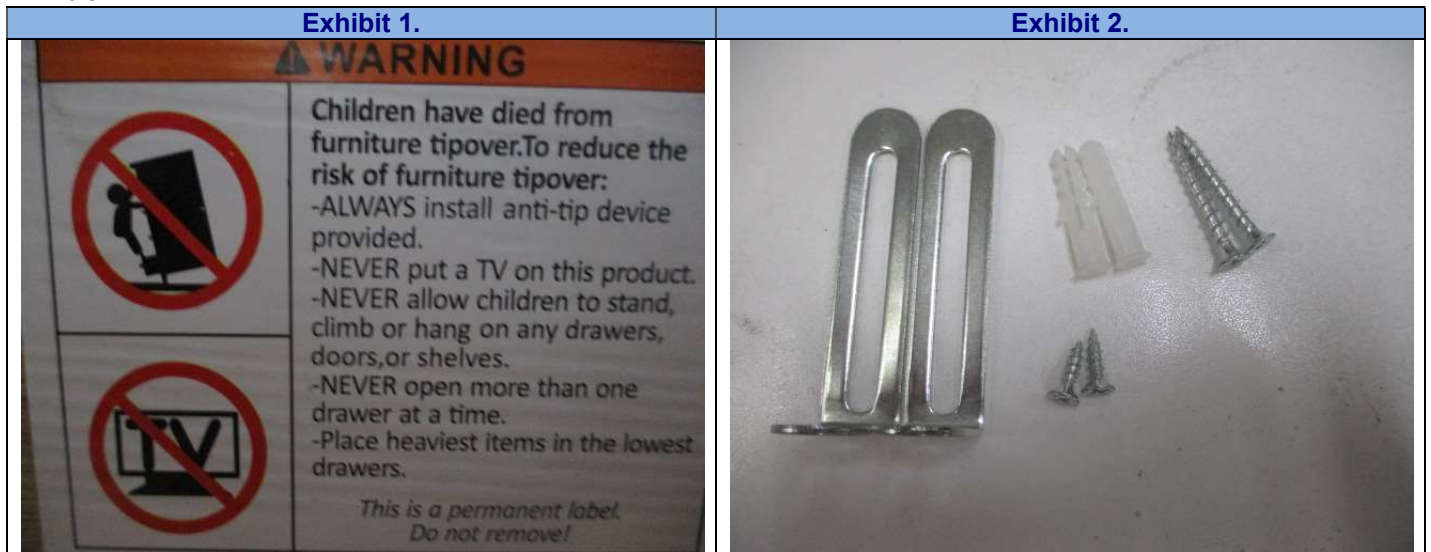 Exhibit 1.
Exhibit 2.
WARNING
Children have died from
furniture tipover.To reduce the
risk of furniture tipover:
-ALWAYS install anti-tip device
provided.
-NEVER put a TV on this product.
-NEVER allow children to stand,
climb or hang on any drawers,
doors,or shelves.
-NEVER open more than one
drawer at a time.
-Place heaviest items in the lowest
drawers.
This is a permanent label.
Do not remove!
TV